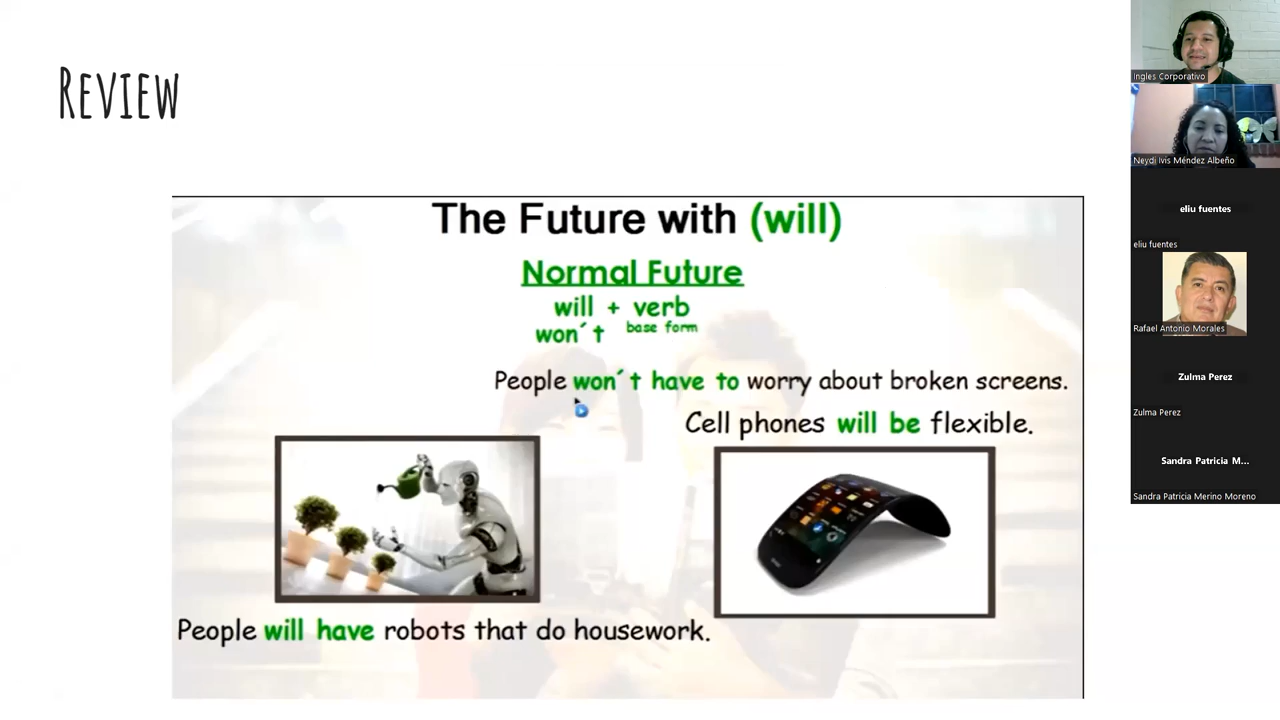 REVIEW
The Future with (will)
Normal Future
will + verb
won´t base form
People won´t have to worry about broken screens.
Cell phones will be flexible.
People will have robots that do housework.
Ingles Corporativo
Neydi Ivis Méndez Albeño
eliu fuentes
eliu fuentes
Rafael Antonio Morales
Zulma Perez
Zulma Perez
Sandra Patricia M...
Sandra Patricia Merino Moreno